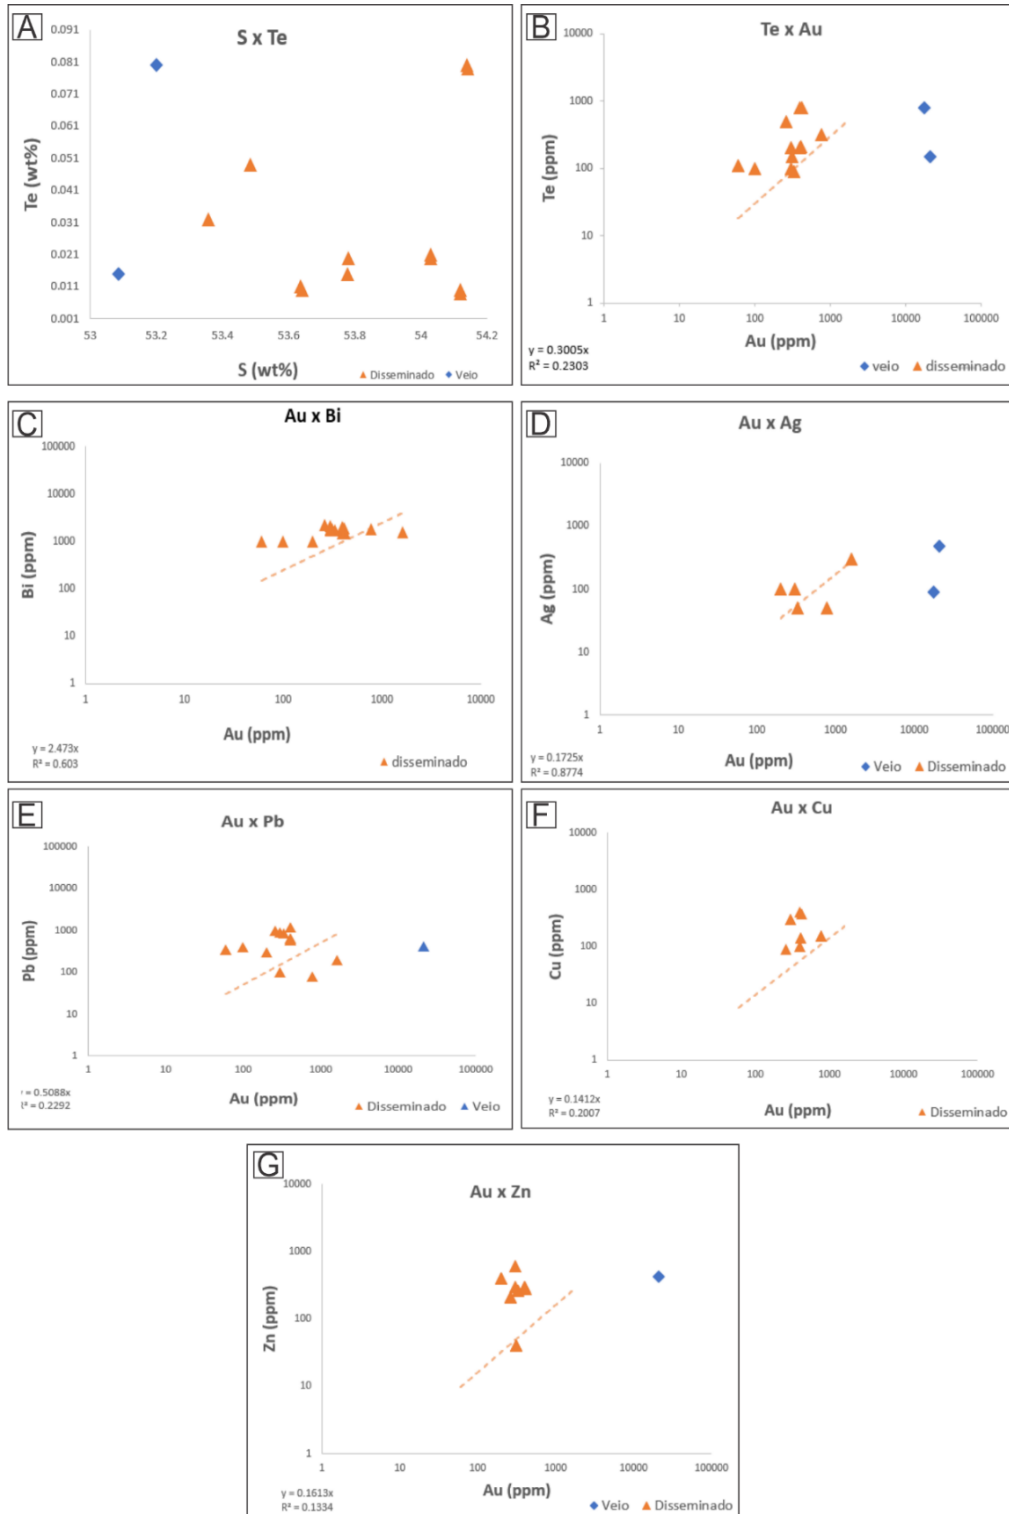 A
S x Te
0.091
0.081
0.071
0.061
0.051
0.041
0.031
0.021
0.011
0.001
Te (wt%)
53 53.2 53.4 53.6 53.8 54 54.2
S (wt%)
Disseminado Veio
B
Te x Au
10000
1000
100
10
1
Te (ppm)
1 10 100 1000 10000 100000
Au (ppm)
y = 0.3005x
R² = 0.2303
veio disseminado
C
Au x Bi
100000
10000
1000
100
10
1
Bi (ppm)
1 10 100 1000 10000
Au (ppm)
y = 2.473x
R² = 0.603
disseminado
D
Au x Ag
10000
1000
100
10
1
Ag (ppm)
1 10 100 1000 10000 100000
Au (ppm)
y = 0.1725x
R² = 0.8774
Veio Disseminado
E
Au x Pb
100000
10000
1000
100
10
1
Pb (ppm)
1 10 100 1000 10000 100000
Au (ppm)
= 0.5088x
² = 0.2292
Disseminado Veio
F
Au x Cu
10000
1000
100
10
1
Cu (ppm)
1 10 100 1000 10000 100000
Au (ppm)
y = 0.1412x
R² = 0.2007
Disseminado
G
Au x Zn
10000
1000
100
10
1
Zn (ppm)
1 10 100 1000 10000 100000
Au (ppm)
y = 0.1613x
R² = 0.1334
Veio Disseminado